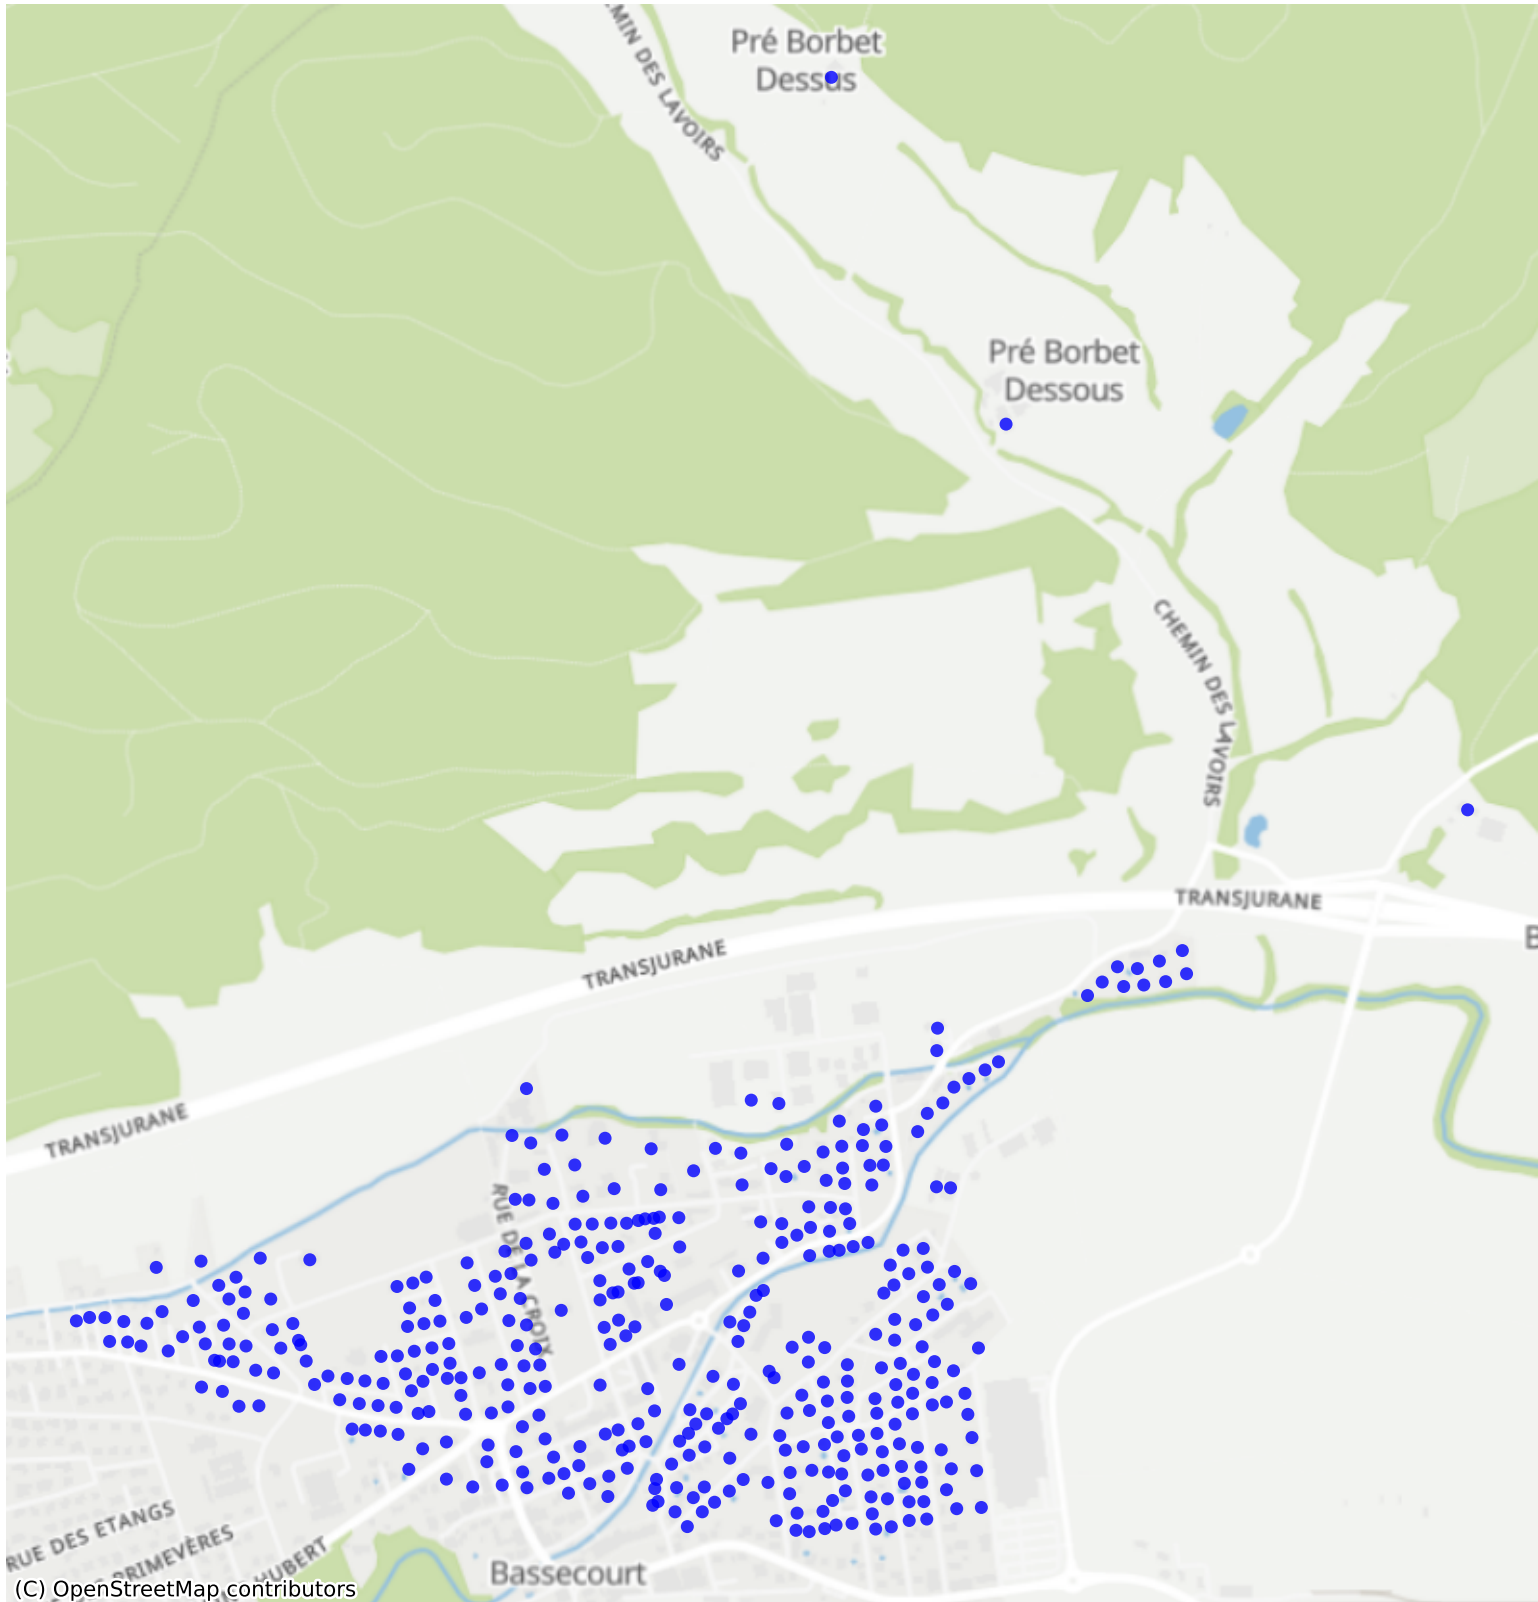 MIN DES LAVOIRS
Pré Borbet
Dessus
Pré Borbet
Dessous
CHEMIN DES LAVOIRS
TRANSJURANE
B
TRANSJURANE
TRANSJURANE
RUE DE LA CROIX
RUE DES ETANGS
PRIMEVÈRES
HUBERT
Bassecourt
(C) OpenStreetMap contributors